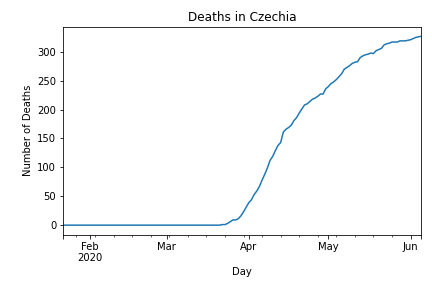 Deaths in Czechia
Number of Deaths
300
250
200
150
100
50
0
Feb
2020
Mar
Apr
May
Jun
Day